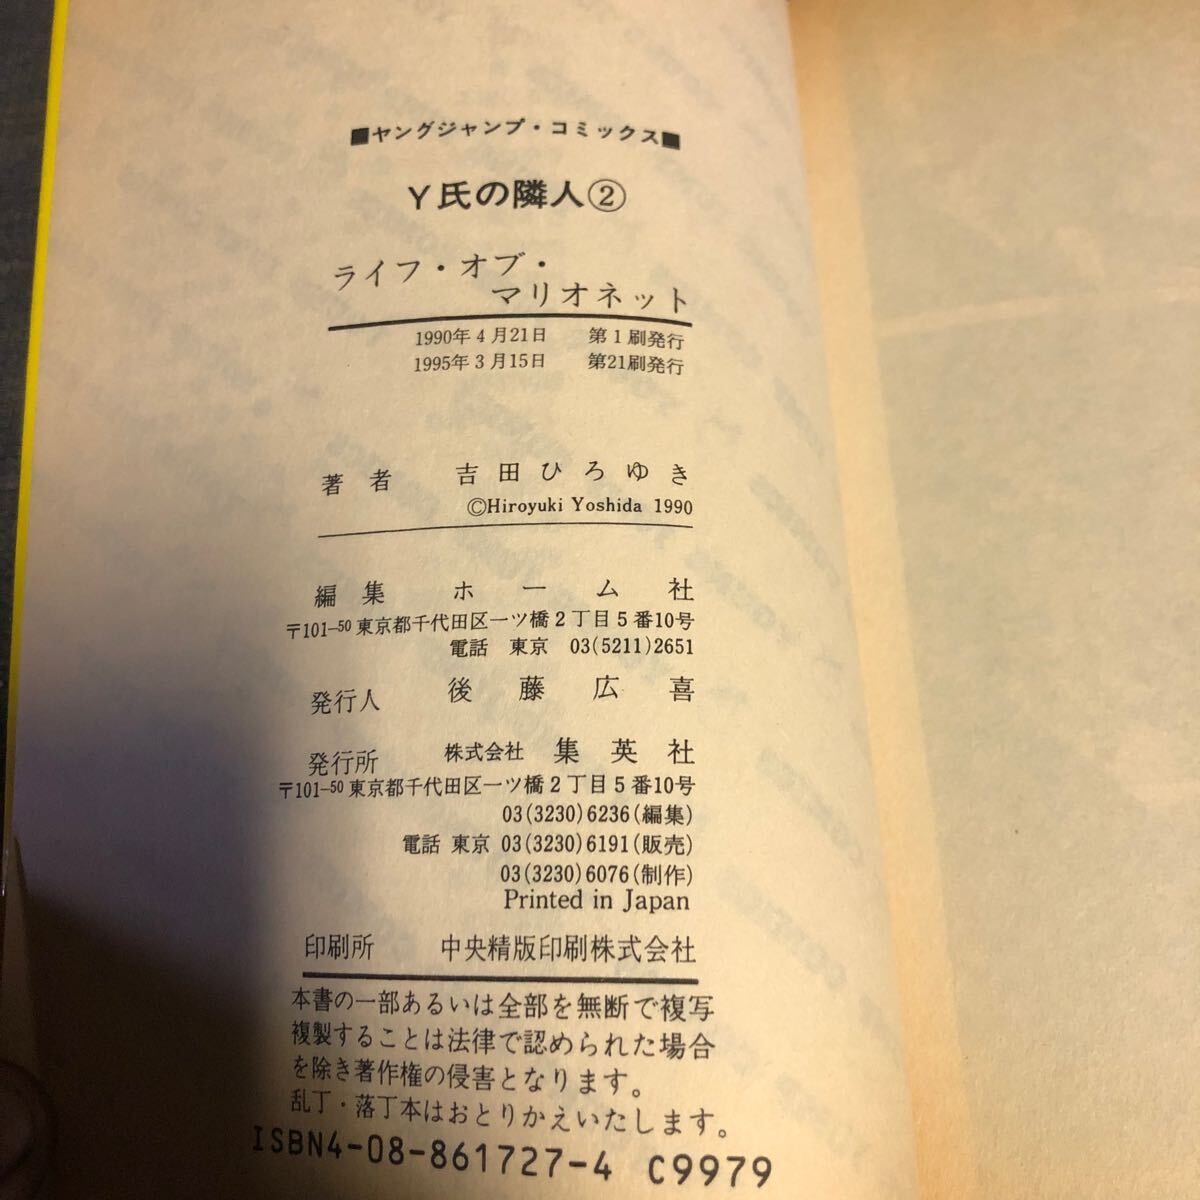 ■ヤングジャンプ・コミックス■
Y氏の隣人②
ライフ・オブ・
マリオネット
1990年4月21日 第1刷発行
1995年3月15日 第21刷発行
著者 吉田ひろゆき
©Hiroyuki Yoshida 1990
編集 ホーム社
〒101-50 東京都千代田区一ツ橋2丁目5番10号
電話 東京 03(5211)2651
発行人 後藤広喜
発行所 株式会社 集英社
〒101-50 東京都千代田区一ツ橋2丁目5番10号
03(3230)6236(編集)
電話 東京 03(3230)6191(販売)
03(3230)6076(制作)
Printed in Japan
印刷所 中央精版印刷株式会社
本書の一部あるいは全部を無断で複写
複製することは法律で認められた場合
を除き著作権の侵害となります。
乱丁・落丁本はおとりかえいたします。
ISBN4-08-861727-4 C9979